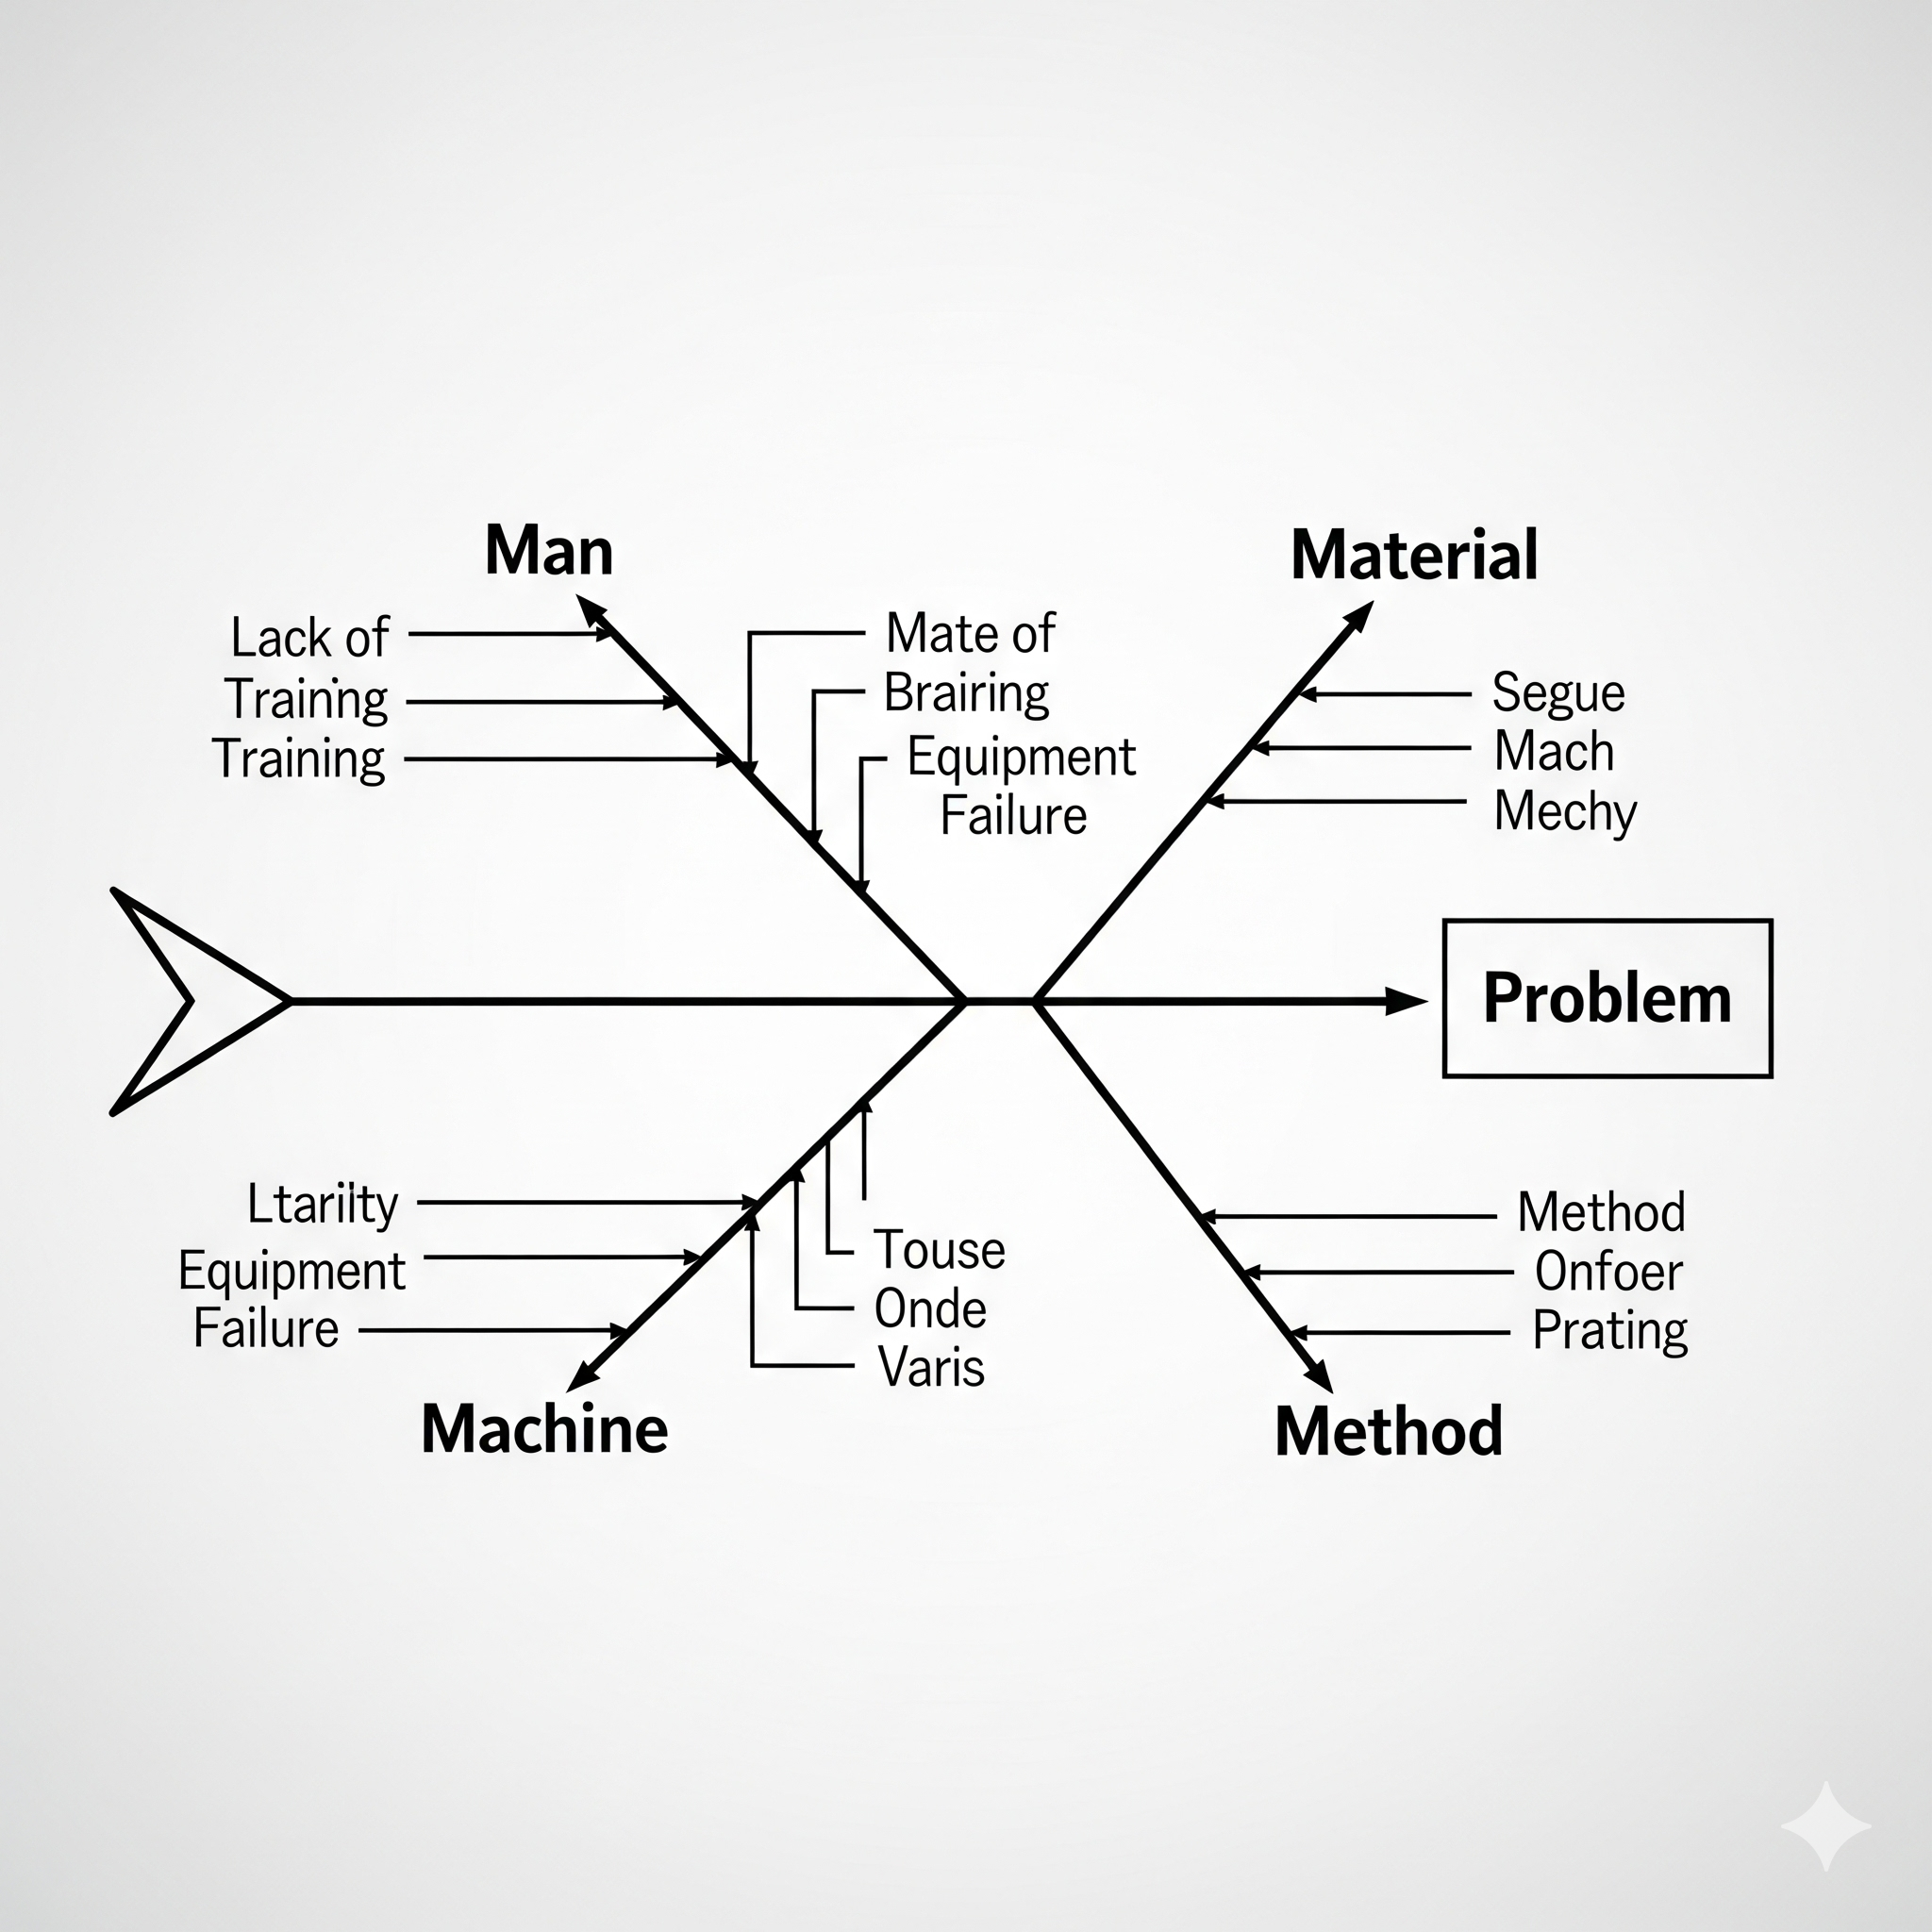 Man
Material
Lack of
Training
Training
Mate of
Brairing
Equipment
Failure
Segue
Mach
Mechy
Problem
Ltariity
Equipment
Failure
Touse
Onde
Varis
Method
Onfoer
Prating
Machine
Method